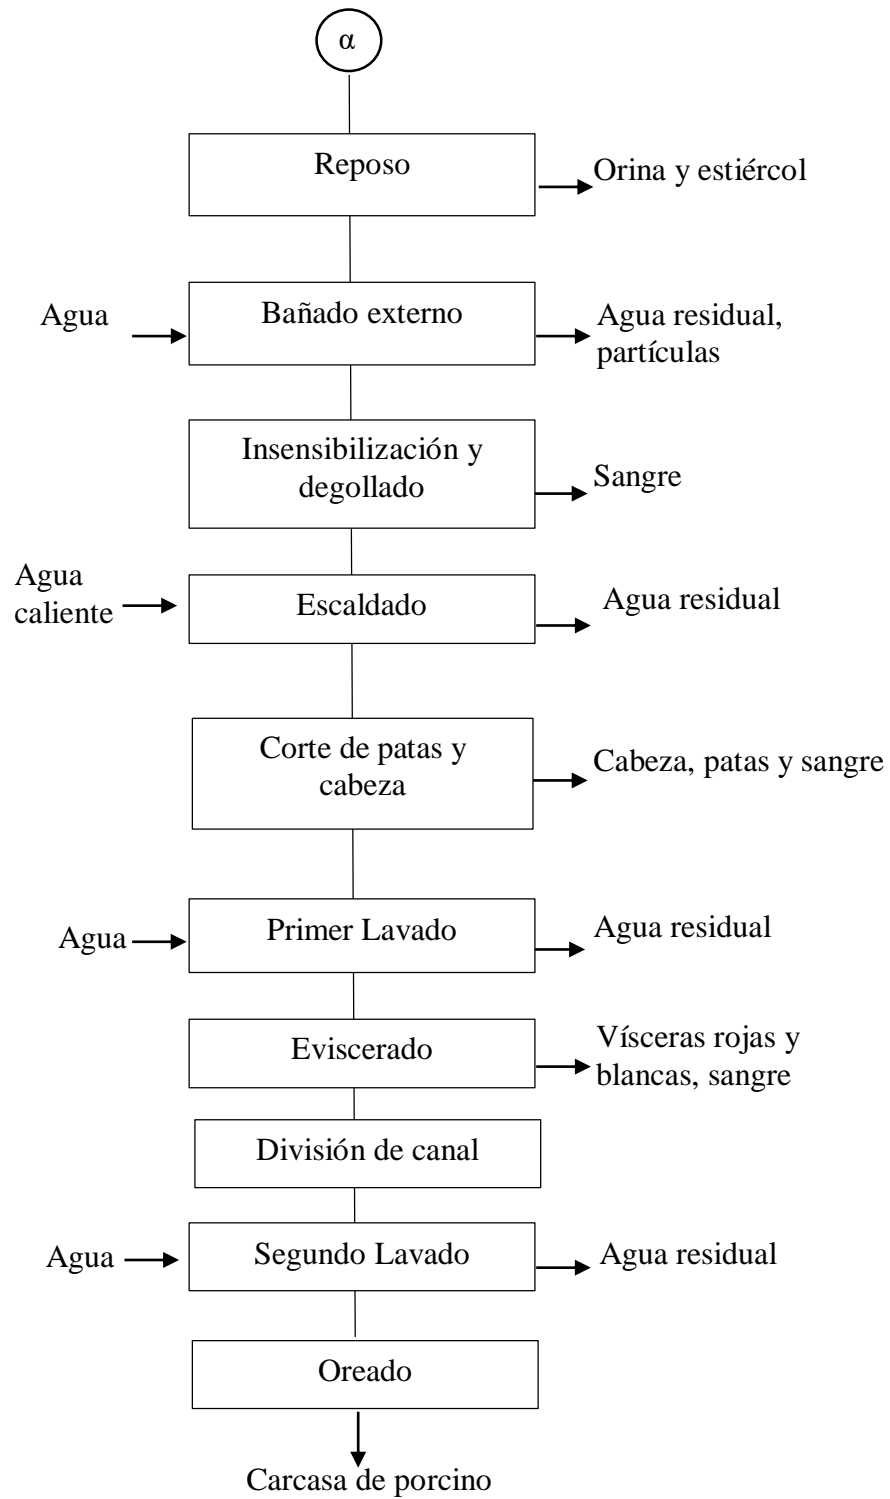 α
Reposo
Orina y estiércol
Agua
Bañado externo
Agua residual,
partículas
Insensibilización y
degollado
Sangre
Agua
caliente
Escaldado
Agua residual
Corte de patas y
cabeza
Cabeza, patas y sangre
Agua
Primer Lavado
Agua residual
Eviscerado
Vísceras rojas y
blancas, sangre
División de canal
Agua
Segundo Lavado
Agua residual
Oreado
Carcasa de porcino